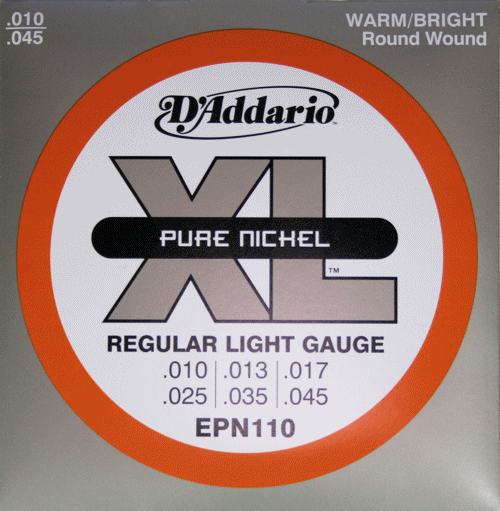 .010
.045
WARM/BRIGHT
Round Wound
D'Addario
XL
PURE NICKEL
™
REGULAR LIGHT GAUGE
.010 .013 .017
.025 .035 .045
EPN110